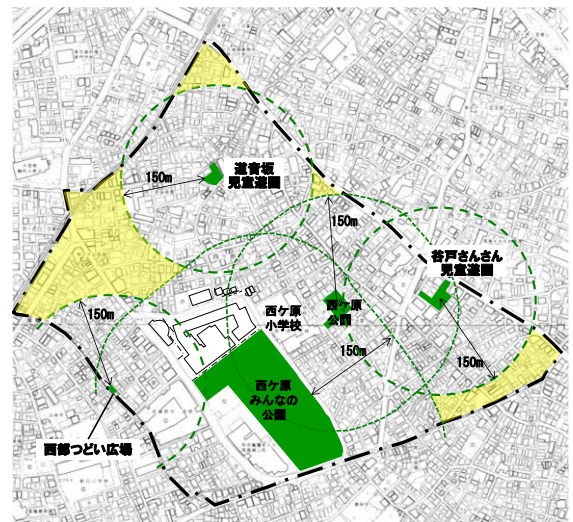 道音坂
児童遊園
150m
150m
谷戸さんさん
児童遊園
150m
西ケ原
小学校
西ケ原
公園
150m
150m
西ケ原
みんなの
公園
西部つどい広場